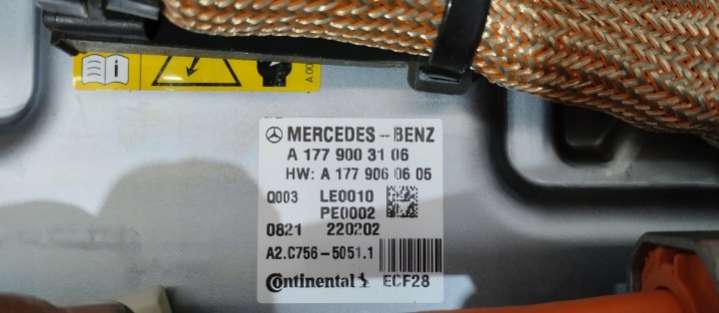 A 00
MERCEDES-BENZ
A 177 900 31 06
HW: A 177 906 06 05
Q003 LE0010
PE0002
0821 220202
A2.C756-5051.1
Continental ECF28